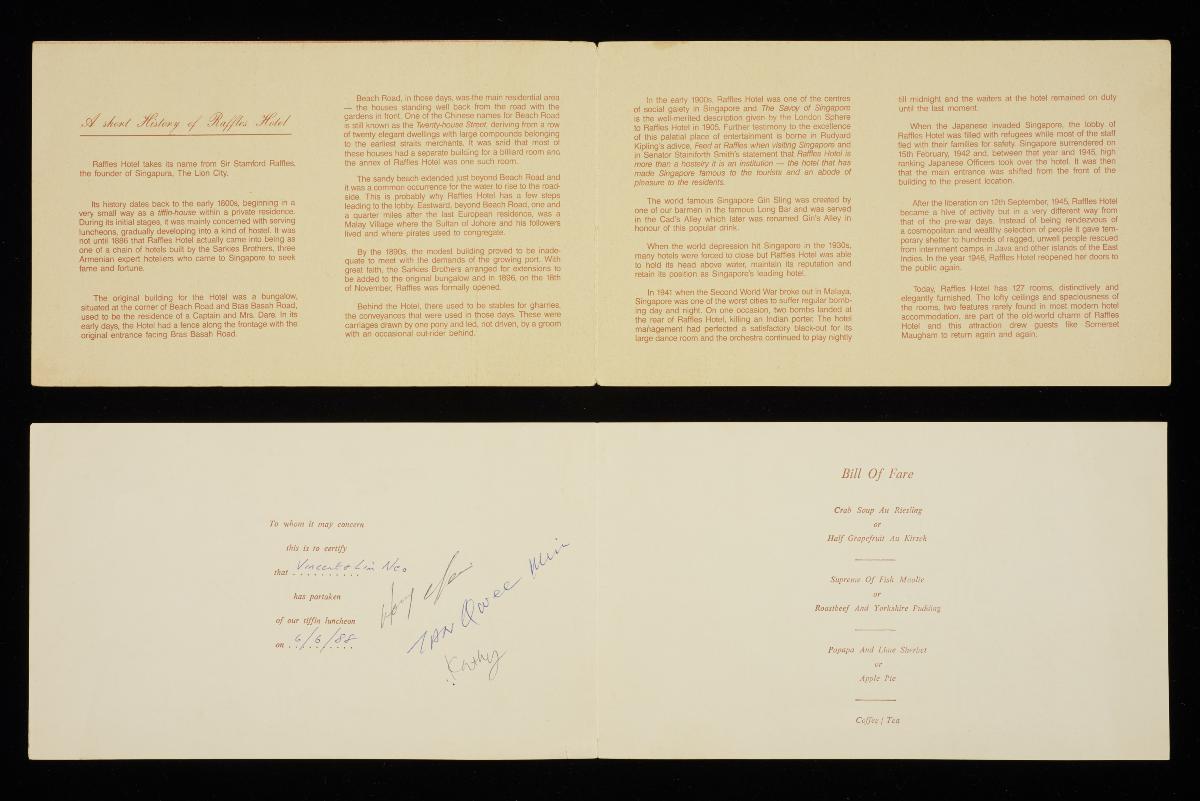 A short History of Raffles Hotel
Raffles Hotel takes its name from Sir Stamford Raffles,
the founder of Singapura, The Lion City.
Its history dates back to the early 1800s, beginning in a
very small way as a tiffin-house within a private residence.
During its initial stages, it was mainly concerned with serving
luncheons, gradually developing into a kind of hostel. It was
not until 1886 that Raffles Hotel actually came into being as
one of a chain of hotels built by the Sarkies Brothers, three
Armenian expert hoteliers who came to Singapore to seek
fame and fortune.
The original building for the Hotel was a bungalow,
situated at the corner of Beach Road and Bras Basah Road,
used to be the residence of a Captain and Mrs. Dare. In its
early days, the Hotel had a fence along the frontage with the
original entrance facing Bras Basah Road.
Beach Road, in those days, was the main residential area
— the houses standing well back from the road with the
gardens in front. One of the Chinese names for Beach Road
is still known as the Twenty-house Street, deriving from a row
of twenty elegant dwellings with large compounds belonging
to the earliest straits merchants. It was said that most of
these houses had a separate building for a billiard room and
the annex of Raffles Hotel was one such room.
The sandy beach extended just beyond Beach Road and
it was a common occurrence for the water to rise to the road-
side. This is probably why Raffles Hotel has a few steps
leading to the lobby. Eastward, beyond Beach Road, one and
a quarter miles after the last European residence, was a
Malay Village where the Sultan of Johore and his followers
lived and where pirates used to congregate.
By the 1890s, the modest building proved to be inade-
quate to meet with the demands of the growing port. With
great faith, the Sarkies Brothers arranged for extensions to
be added to the original bungalow and in 1896, on the 18th
of November, Raffles was formally opened.
Behind the Hotel, there used to be stables for gharries,
the conveyances that were used in those days. These were
carriages drawn by one pony and led, not driven, by a groom
with an occasional out-rider behind.
In the early 1900s, Raffles Hotel was one of the centres
of social gaiety in Singapore and The Savoy of Singapore
is the well-merited description given by the London Sphere
to Raffles Hotel in 1905. Further testimony to the excellence
of this palatial place of entertainment is borne in Rudyard
Kipling's adivce, Feed at Raffles when visiting Singapore and
in Senator Stainiforth Smith's statement that Raffles Hotel is
more than a hostelry it is an institution — the hotel that has
made Singapore famous to the tourists and an abode of
pleasure to the residents.
The world famous Singapore Gin Sling was created by
one of our barmen in the famous Long Bar and was served
in the Cad's Alley which later was renamed Gin's Alley in
honour of this popular drink.
When the world depression hit Singapore in the 1930s,
many hotels were forced to close but Raffles Hotel was able
to hold its head above water, maintain its reputation and
retain its position as Singapore's leading hotel.
In 1941 when the Second World War broke out in Malaya,
Singapore was one of the worst cities to suffer regular bomb-
ing day and night. On one occasion, two bombs landed at
the rear of Raffles Hotel, killing an Indian porter. The hotel
management had perfected a satisfactory black-out for its
large dance room and the orchestra continued to play nightly
till midnight and the waiters at the hotel remained on duty
until the last moment.
When the Japanese invaded Singapore, the lobby of
Raffles Hotel was filled with refugees while most of the staff
fled with their families for safety. Singapore surrendered on
15th February, 1942 and, between that year and 1945, high
ranking Japanese Officers took over the hotel. It was then
that the main entrance was shifted from the front of the
building to the present location.
After the liberation on 12th September, 1945, Raffles Hotel
became a hive of activity but in a very different way from
that of the pre-war days. Instead of being rendezvous of
a cosmopolitan and wealthy selection of people it gave tem-
porary shelter to hundreds of ragged, unwell people rescued
from internment camps in Java and other islands of the East
Indies. In the year 1946, Raffles Hotel reopened her doors to
the public again.
Today, Raffles Hotel has 127 rooms, distinctively and
elegantly furnished. The lofty ceilings and spaciousness of
the rooms, two features rarely found in most modern hotel
accommodation, are part of the old-world charm of Raffles
Hotel and this attraction drew guests like Somerset
Maugham to return again and again.
To whom it may concern
this is to certify
that Vincent & Lin Neo
has partaken
of our tiffin luncheon
on 6/6/88
TAN Quee
Kathy
Bill Of Fare
Crab Soup Au Riesling
or
Half Grapefruit Au Kirsch
Supreme Of Fish Moolie
or
Roastbeef And Yorkshire Pudding
Papaya And Lime Sherbet
or
Apple Pie
Coffee / Tea